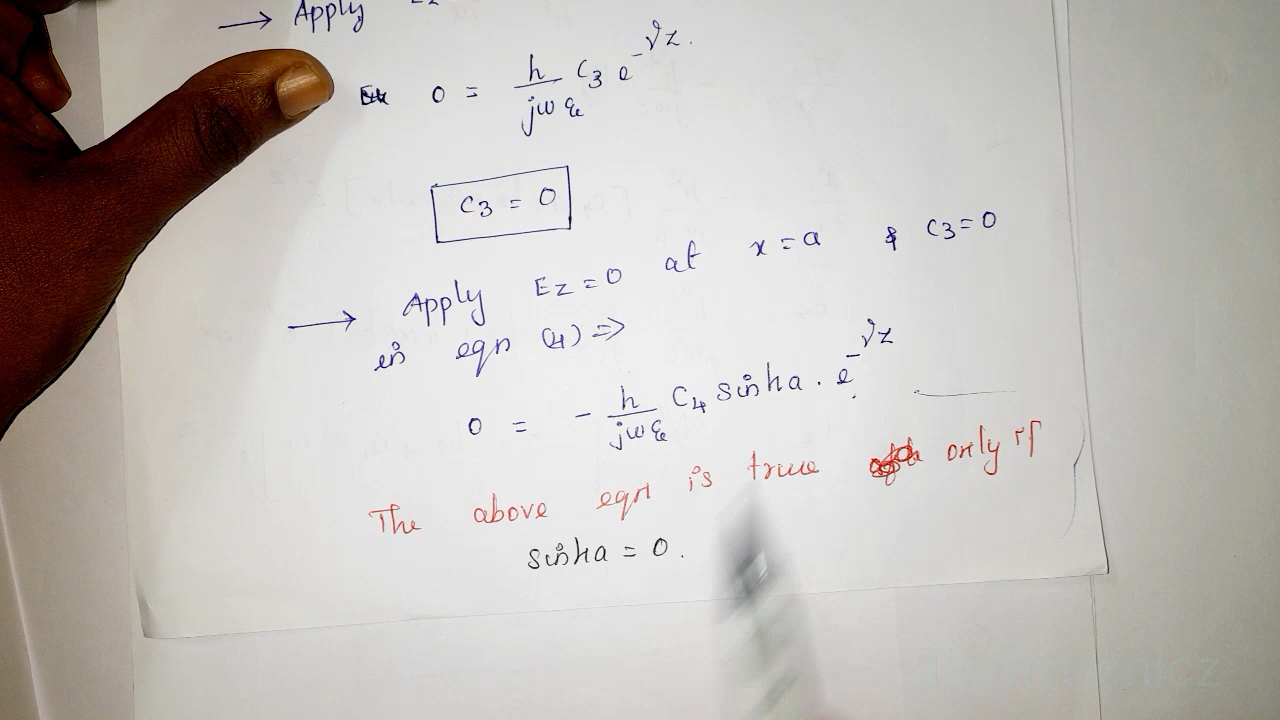 → Apply
0 = h/jωε C3 e^-γz.
C3 = 0
→ Apply Ez=0 at x=a & C3=0
in eqn (4) ⇒
0 = - h/jωε C4 sinha . e^-γz
The above eqn is true only if
sinha = 0.